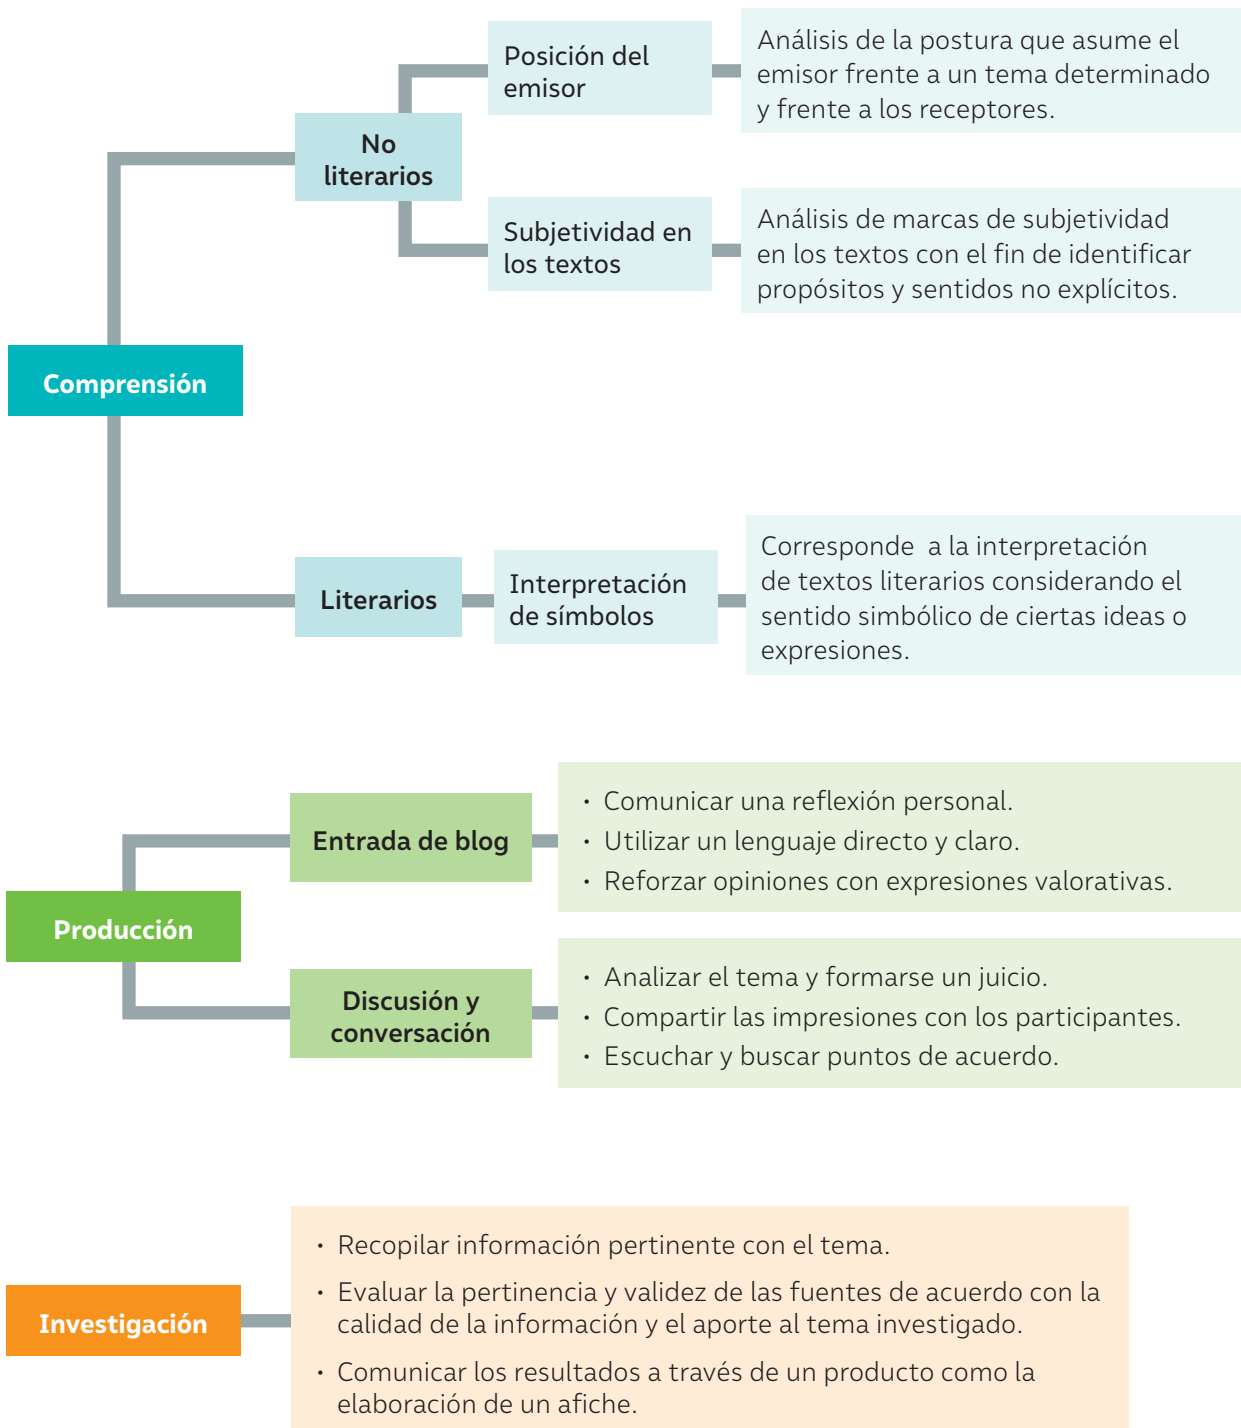 Posición del
emisor
Análisis de la postura que asume el
emisor frente a un tema determinado
y frente a los receptores.
No
literarios
Subjetividad en
los textos
Análisis de marcas de subjetividad
en los textos con el fin de identificar
propósitos y sentidos no explícitos.
Comprensión
Literarios
Interpretación
de símbolos
Corresponde a la interpretación
de textos literarios considerando el
sentido simbólico de ciertas ideas o
expresiones.
Entrada de blog
• Comunicar una reflexión personal.
• Utilizar un lenguaje directo y claro.
• Reforzar opiniones con expresiones valorativas.
Producción
Discusión y
conversación
• Analizar el tema y formarse un juicio.
• Compartir las impresiones con los participantes.
• Escuchar y buscar puntos de acuerdo.
Investigación
• Recopilar información pertinente con el tema.
• Evaluar la pertinencia y validez de las fuentes de acuerdo con la
calidad de la información y el aporte al tema investigado.
• Comunicar los resultados a través de un producto como la
elaboración de un afiche.